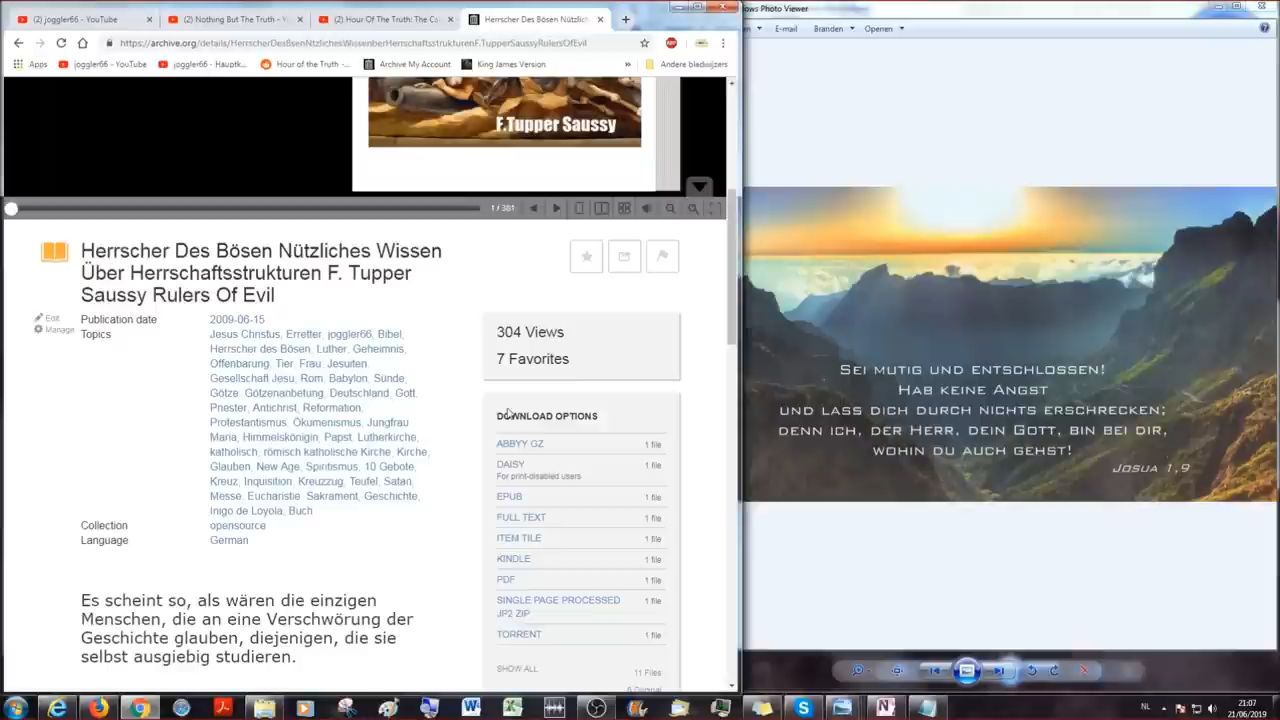 (2) joggler66 - YouTube
(2) Nothing But The Truth -
(2) Hour Of The Truth: The Ca
Herrscher Des Bösen Nützlich
ows Photo Viewer
https://archive.org/details/HerrscherDesBsenNtzlichesWissenberHerrschaftsstrukturenF.TupperSaussyRulersOfEvil
E-mail
Branden
Openen
Apps
joggler66 - YouTube
joggler66 - Hauptk...
Hour of the Truth -...
Archive My Account
King James Version
»
Andere bladwijzers
F.Tupper Saussy
1 / 381
Herrscher Des Bösen Nützliches Wissen
Über Herrschaftsstrukturen F. Tupper
Saussy Rulers Of Evil
Edit
Manage
Publication date 2009-06-15
Topics Jesus Christus, Erretter, joggler66, Bibel,
Herrscher des Bösen, Luther, Geheimnis,
Offenbarung, Tier, Frau, Jesuiten,
Gesellschaft Jesu, Rom, Babylon, Sünde,
Götze, Götzenanbetung, Deutschland, Gott,
Priester, Antichrist, Reformation,
Protestantismus, Ökumenismus, Jungfrau
Maria, Himmelskönigin, Papst, Lutherkirche,
katholisch, römisch katholische Kirche, Kirche,
Glauben, New Age, Spiritismus, 10 Gebote,
Kreuz, Inquisition, Kreuzzug, Teufel, Satan,
Messe, Eucharistie, Sakrament, Geschichte,
Inigo de Loyola, Buch
Collection opensource
Language German
Es scheint so, als wären die einzigen
Menschen, die an eine Verschwörung der
Geschichte glauben, diejenigen, die sie
selbst ausgiebig studieren.
304 Views
7 Favorites
DOWNLOAD OPTIONS
ABBYY GZ 1 file
DAISY 1 file
For print-disabled users
EPUB 1 file
FULL TEXT 1 file
ITEM TILE 1 file
KINDLE 1 file
PDF 1 file
SINGLE PAGE PROCESSED 1 file
JP2 ZIP
TORRENT 1 file
SHOW ALL 11 Files
Sei mutig und entschlossen!
Hab keine Angst
und lass dich durch nichts erschrecken;
denn ich, der Herr, dein Gott, bin bei dir,
wohin du auch gehst!
Josua 1,9
NL
21:07
21/06/2019